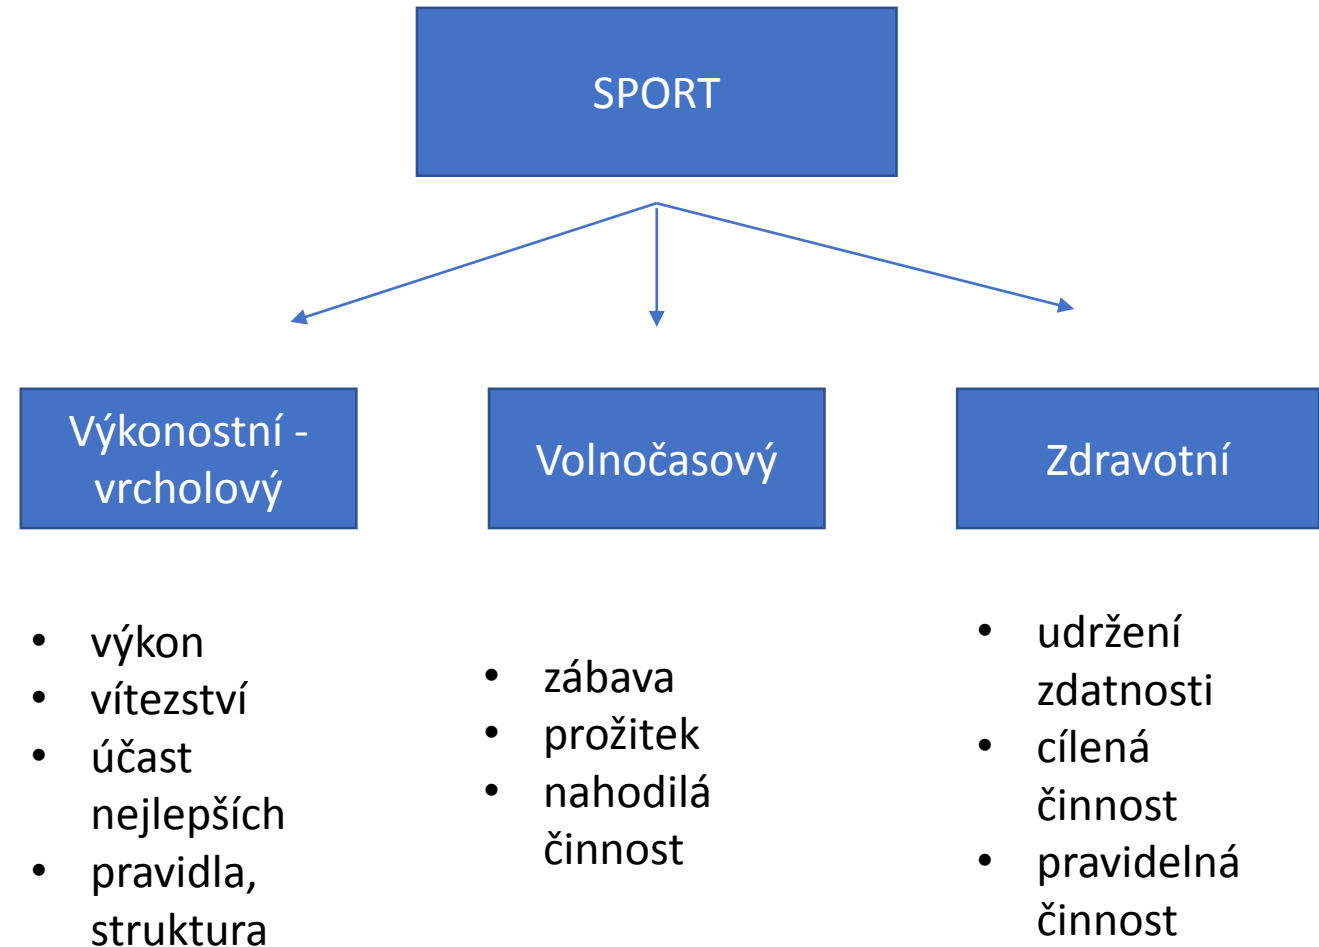 SPORT
Výkonostní -
vrcholový
Volnočasový
Zdravotní
• výkon
• vítezství
• účast
nejlepších
• pravidla,
struktura
• zábava
• prožitek
• nahodilá
činnost
• udržení
zdatnosti
• cílená
činnost
• pravidelná
činnost